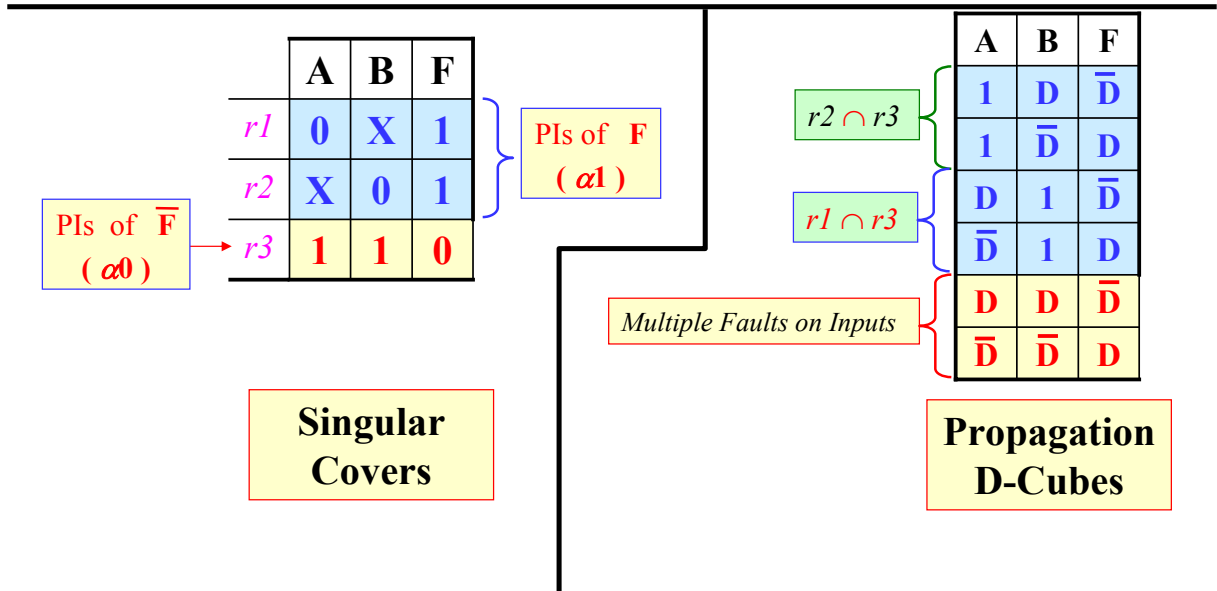 A B F
r1 0 X 1
r2 X 0 1
r3 1 1 0
PIs of F
( α1 )
PIs of F̅
( α0 )
Singular
Covers
A B F
1 D D̅
1 D̅ D
D 1 D̅
D̅ 1 D
D D D̅
D̅ D̅ D
r2 ∩ r3
r1 ∩ r3
Multiple Faults on Inputs
Propagation
D-Cubes